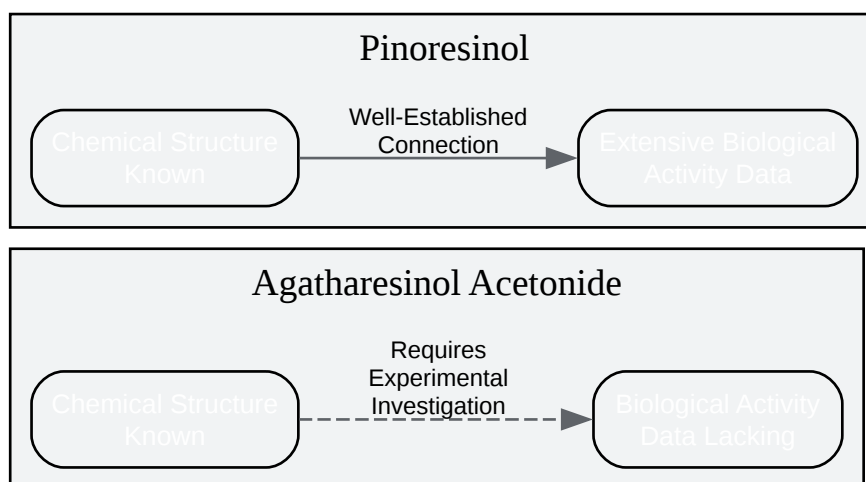 Pinoresinol
Well-Established
Connection
Chemical Structure
Known
Extensive Biological
Activity Data
Agatharesinol Acetonide
Requires
Experimental
Investigation
Chemical Structure
Known
Biological Activity
Data Lacking